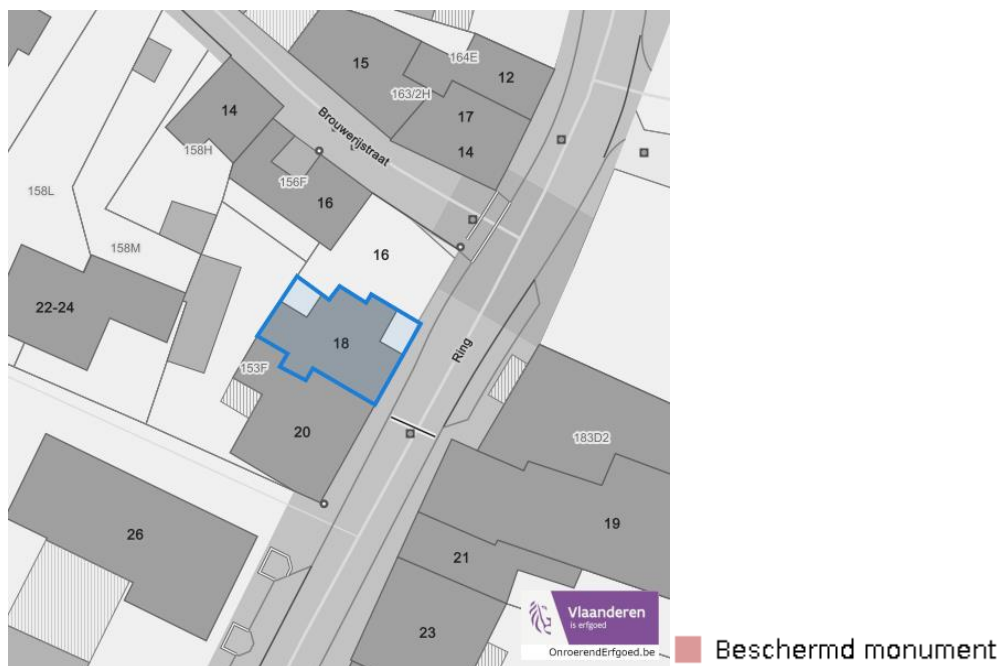 15
164E
12
163/2H
17
14
14
Brouwerijstraat
158H
156F
158L
16
158M
16
22-24
18
Ring
153F
20
183D2
19
26
21
23
Vlaanderen
is erfgoed
OnroerendErfgoed.be
Beschermd monument